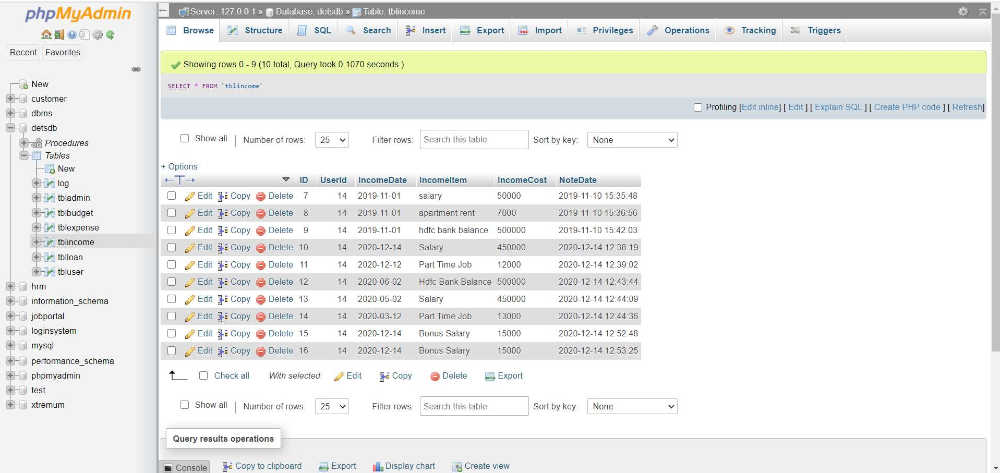 phpMyAdmin
Recent Favorites
New
customer
dbms
detsdb
Procedures
Tables
New
log
tbladmin
tblbudget
tblexpense
tblincome
tblloan
tbluser
hrm
information_schema
jobportal
loginsystem
mysql
performance_schema
phpmyadmin
test
xtremum
Server: 127.0.0.1 » Database: detsdb » Table: tblincome
Browse Structure SQL Search Insert Export Import Privileges Operations Tracking Triggers
Showing rows 0 - 9 (10 total, Query took 0.1070 seconds.)
SELECT * FROM `tblincome`
Profiling [Edit inline] [ Edit ] [ Explain SQL ] [ Create PHP code ] [ Refresh]
Show all | Number of rows: 25 Filter rows: Search this table Sort by key: None
+ Options
←T→ ID UserId IncomeDate IncomeItem IncomeCost NoteDate
Edit Copy Delete 7 14 2019-11-01 salary 50000 2019-11-10 15:35:48
Edit Copy Delete 8 14 2019-11-01 apartment rent 7000 2019-11-10 15:36:56
Edit Copy Delete 9 14 2019-11-01 hdfc bank balance 500000 2019-11-10 15:42:03
Edit Copy Delete 10 14 2020-12-14 Salary 450000 2020-12-14 12:38:19
Edit Copy Delete 11 14 2020-12-12 Part Time Job 12000 2020-12-14 12:39:02
Edit Copy Delete 12 14 2020-06-02 Hdfc Bank Balance 500000 2020-12-14 12:43:44
Edit Copy Delete 13 14 2020-05-02 Salary 450000 2020-12-14 12:44:09
Edit Copy Delete 14 14 2020-03-12 Part Time Job 13000 2020-12-14 12:44:36
Edit Copy Delete 15 14 2020-12-14 Bonus Salary 15000 2020-12-14 12:52:48
Edit Copy Delete 16 14 2020-12-14 Bonus Salary 15000 2020-12-14 12:53:25
Check all With selected: Edit Copy Delete Export
Show all | Number of rows: 25 Filter rows: Search this table Sort by key: None
Query results operations
Console Copy to clipboard Export Display chart Create view